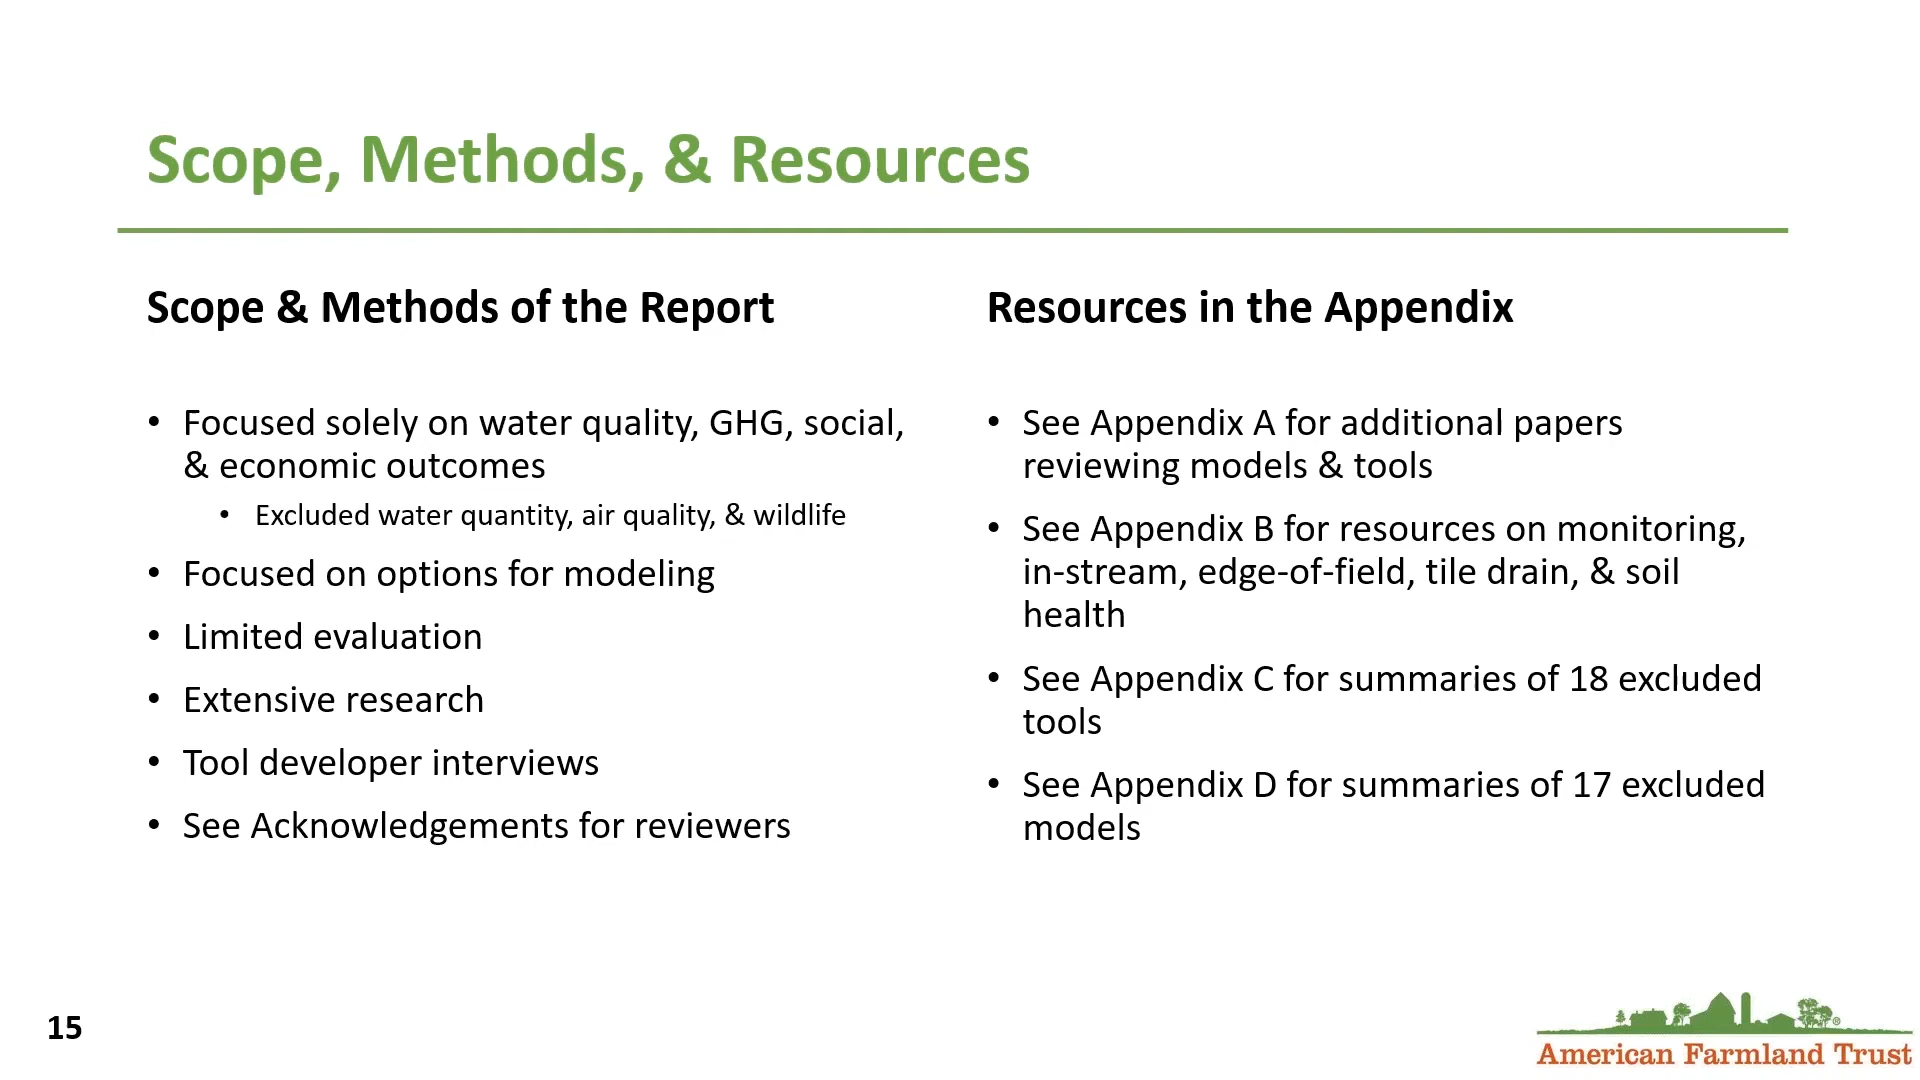 Scope, Methods, & Resources
Scope & Methods of the Report
• Focused solely on water quality, GHG, social,
& economic outcomes
• Excluded water quantity, air quality, & wildlife
• Focused on options for modeling
• Limited evaluation
• Extensive research
• Tool developer interviews
• See Acknowledgements for reviewers
Resources in the Appendix
• See Appendix A for additional papers
reviewing models & tools
• See Appendix B for resources on monitoring,
in-stream, edge-of-field, tile drain, & soil
health
• See Appendix C for summaries of 18 excluded
tools
• See Appendix D for summaries of 17 excluded
models
15
®
American Farmland Trust